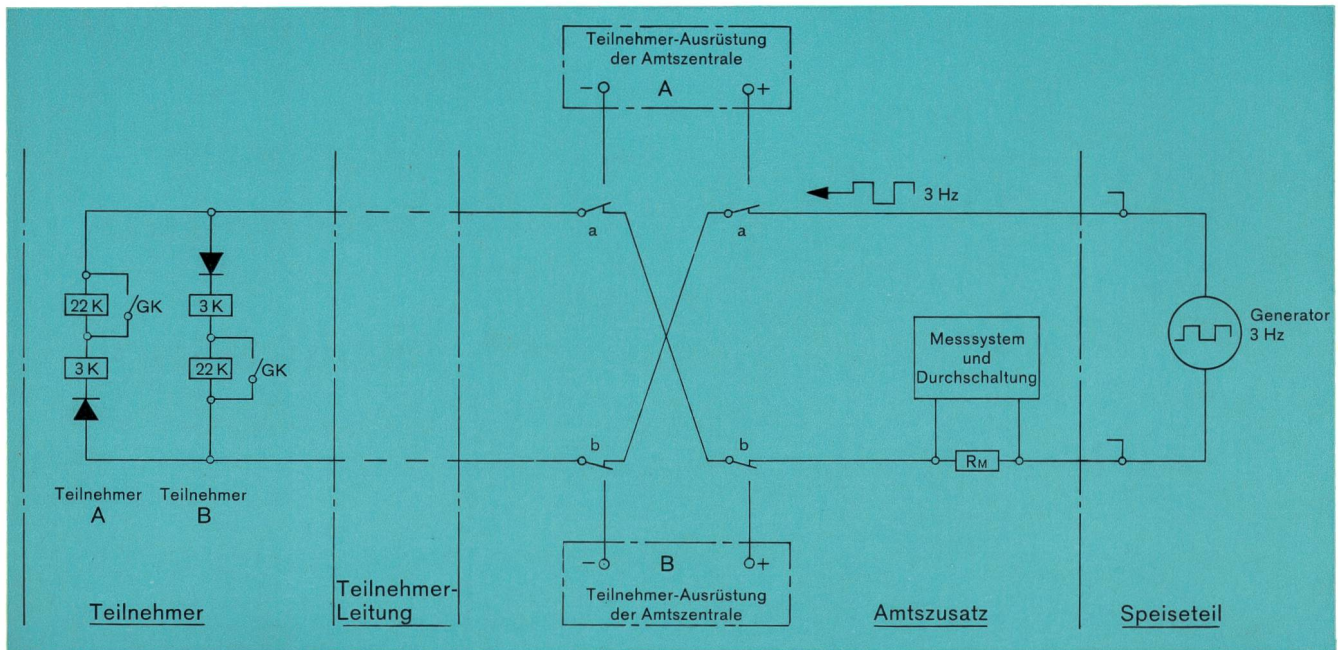 Teilnehmer-Ausrüstung
der Amtszentrale
− A +
3 Hz
a
a
22 K
GK
3 K
3 K
22 K
GK
Generator
3 Hz
Messsystem
und
Durchschaltung
b
b
RM
Teilnehmer
A
Teilnehmer
B
− B +
Teilnehmer-Ausrüstung
der Amtszentrale
Teilnehmer
Teilnehmer-
Leitung
Amtszusatz
Speiseteil